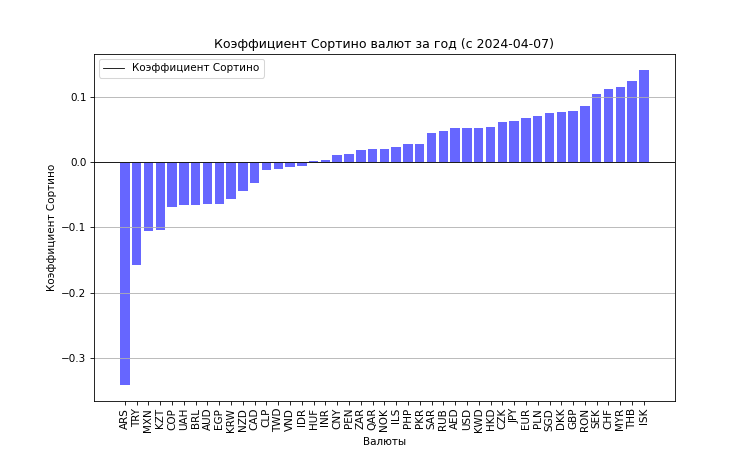 Коэффициент Сортино валют за год (с 2024-04-07)
Коэффициент Сортино
0.1
0.0
−0.1
−0.2
−0.3
Коэффициент Сортино
ARS TRY MXN KZT COP UAH BRL AUD EGP KRW NZD CAD CLP TWD VND IDR HUF INR CNY PEN ZAR QAR NOK ILS PHP PKR SAR RUB AED USD KWD HKD CZK JPY EUR PLN SGD DKK GBP RON SEK CHF MYR THB ISK
Валюты